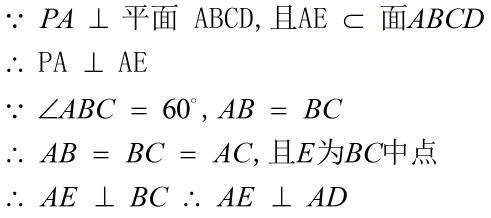 ∵ PA ⊥ 平面 ABCD,且AE ⊂ 面ABCD
∴ PA ⊥ AE
∵ ∠ABC = 60°, AB = BC
∴ AB = BC = AC,且E为BC中点
∴ AE ⊥ BC ∴ AE ⊥ AD